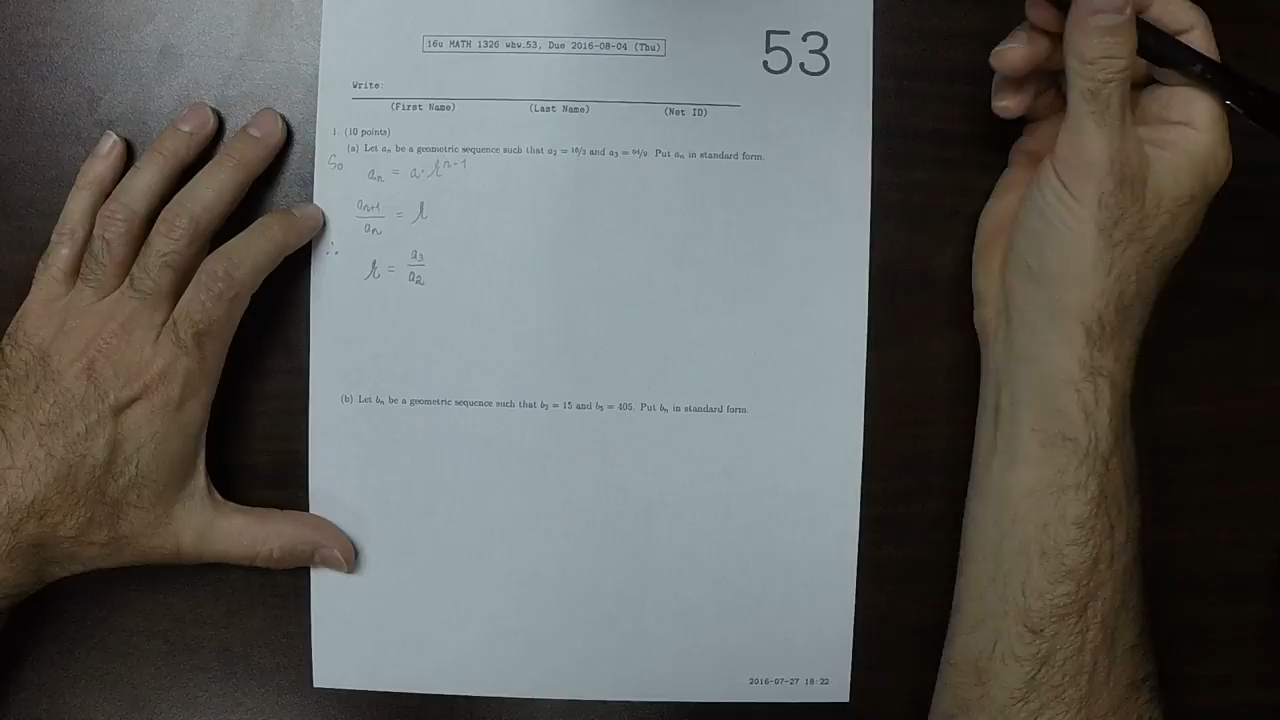 53
16u MATH 1326 whw.53, Due 2016-08-04 (Thu)
Write:
(First Name) (Last Name) (Net ID)
1. (10 points)
(a) Let aₙ be a geometric sequence such that a₂ = 16/3 and a₃ = 64/9. Put aₙ in standard form.
So aₙ = a · rⁿ⁻¹
aₙ₊₁/aₙ = r
∴ r = a₃/a₂
(b) Let bₙ be a geometric sequence such that b₂ = 15 and b₅ = 405. Put bₙ in standard form.
2016-07-27 18:22